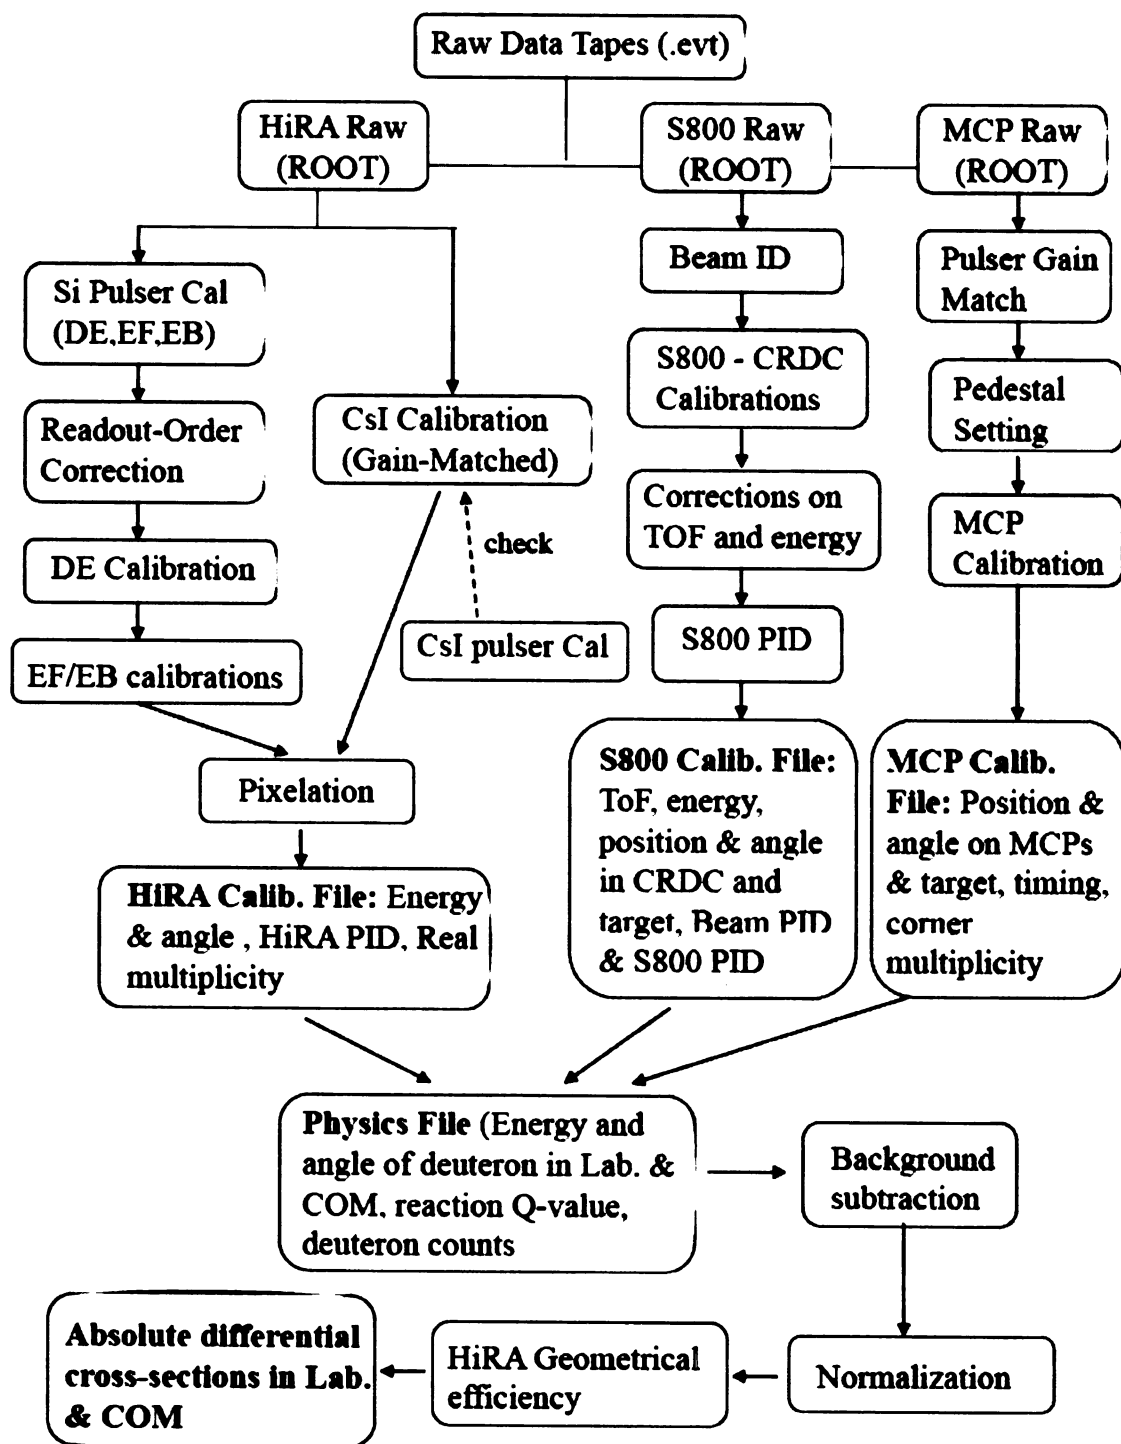 Raw Data Tapes (.evt)
HiRA Raw
(ROOT)
S800 Raw
(ROOT)
MCP Raw
(ROOT)
Si Pulser Cal
(DE,EF,EB)
Readout-Order
Correction
DE Calibration
EF/EB calibrations
CsI Calibration
(Gain-Matched)
check
CsI pulser Cal
Pixelation
HiRA Calib. File: Energy
& angle , HiRA PID, Real
multiplicity
Beam ID
S800 - CRDC
Calibrations
Corrections on
TOF and energy
S800 PID
S800 Calib. File:
ToF, energy,
position & angle
in CRDC and
target, Beam PID
& S800 PID
Pulser Gain
Match
Pedestal
Setting
MCP
Calibration
MCP Calib.
File: Position &
angle on MCPs
& target, timing,
corner
multiplicity
Physics File (Energy and
angle of deuteron in Lab. &
COM, reaction Q-value,
deuteron counts
Background
subtraction
Normalization
HiRA Geometrical
efficiency
Absolute differential
cross-sections in Lab.
& COM